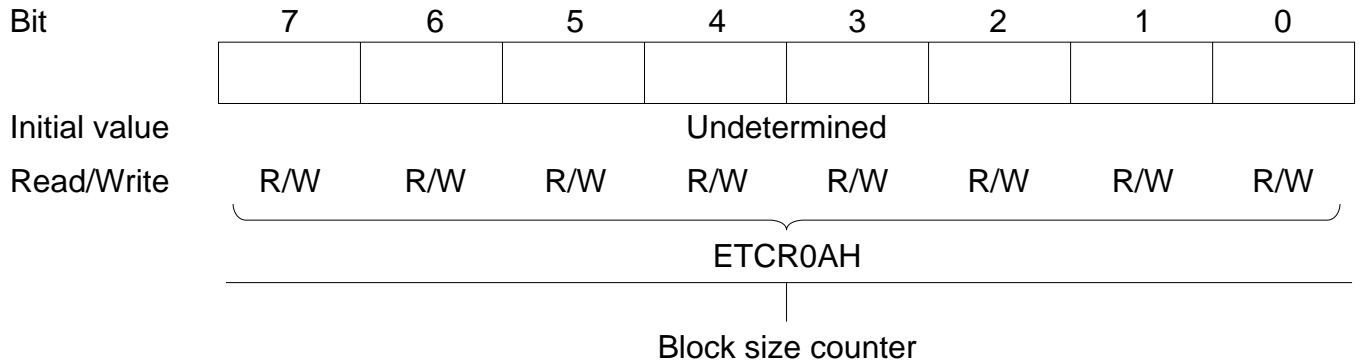 Bit 7 6 5 4 3 2 1 0
Initial value Undetermined
Read/Write R/W R/W R/W R/W R/W R/W R/W R/W
ETCR0AH
Block size counter